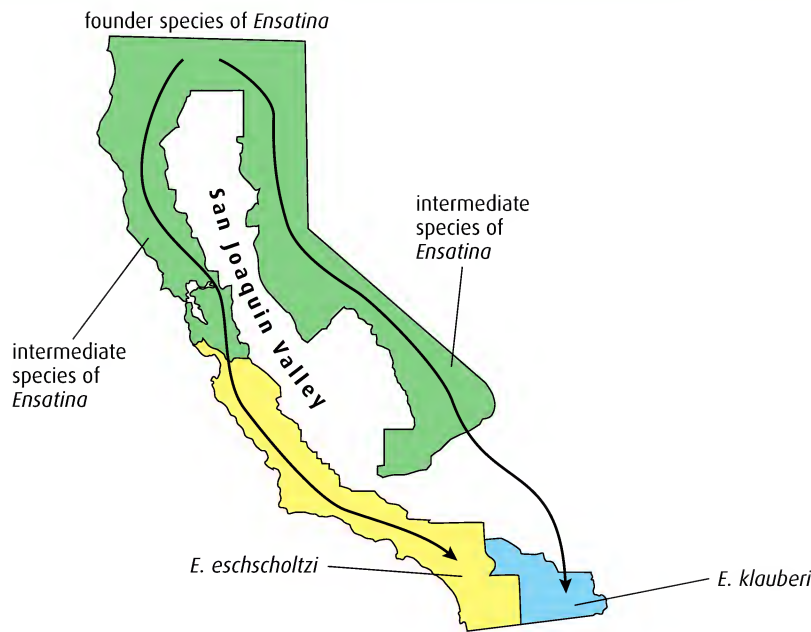 founder species of Ensatina
San Joaquin Valley
intermediate
species of
Ensatina
intermediate
species of
Ensatina
E. eschscholtzi
E. klauberi